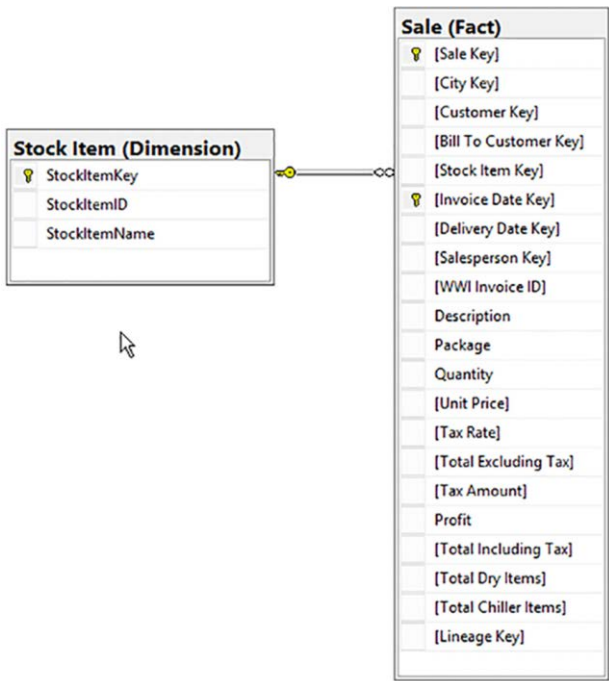 Stock Item (Dimension)
StockItemKey
StockItemID
StockItemName
Sale (Fact)
[Sale Key]
[City Key]
[Customer Key]
[Bill To Customer Key]
[Stock Item Key]
[Invoice Date Key]
[Delivery Date Key]
[Salesperson Key]
[WWI Invoice ID]
Description
Package
Quantity
[Unit Price]
[Tax Rate]
[Total Excluding Tax]
[Tax Amount]
Profit
[Total Including Tax]
[Total Dry Items]
[Total Chiller Items]
[Lineage Key]